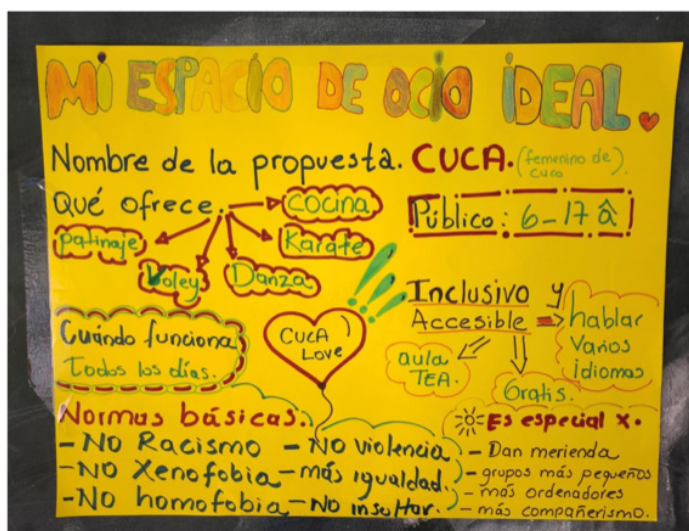 MI ESPACIO DE OCIO IDEAL.
Nombre de la propuesta. CUCA. (femenino de cuco).
Qué ofrece.
cocina
patinaje
Karate
Voley
Danza
Público: 6-17 â
Cuándo funciona
Todos los días.
CUCA
LOVE
Inclusivo y
Accesible
hablar
varios
idiomas
aula
TEA.
Gratis.
Normas básicas.
- NO Racismo - NO violencia
- NO Xenofobia - más igualdad.
- NO homofobia - NO insultar.
Es especial x.
- Dan merienda
- grupos más pequeños
- más ordenadores
- más compañerismo.